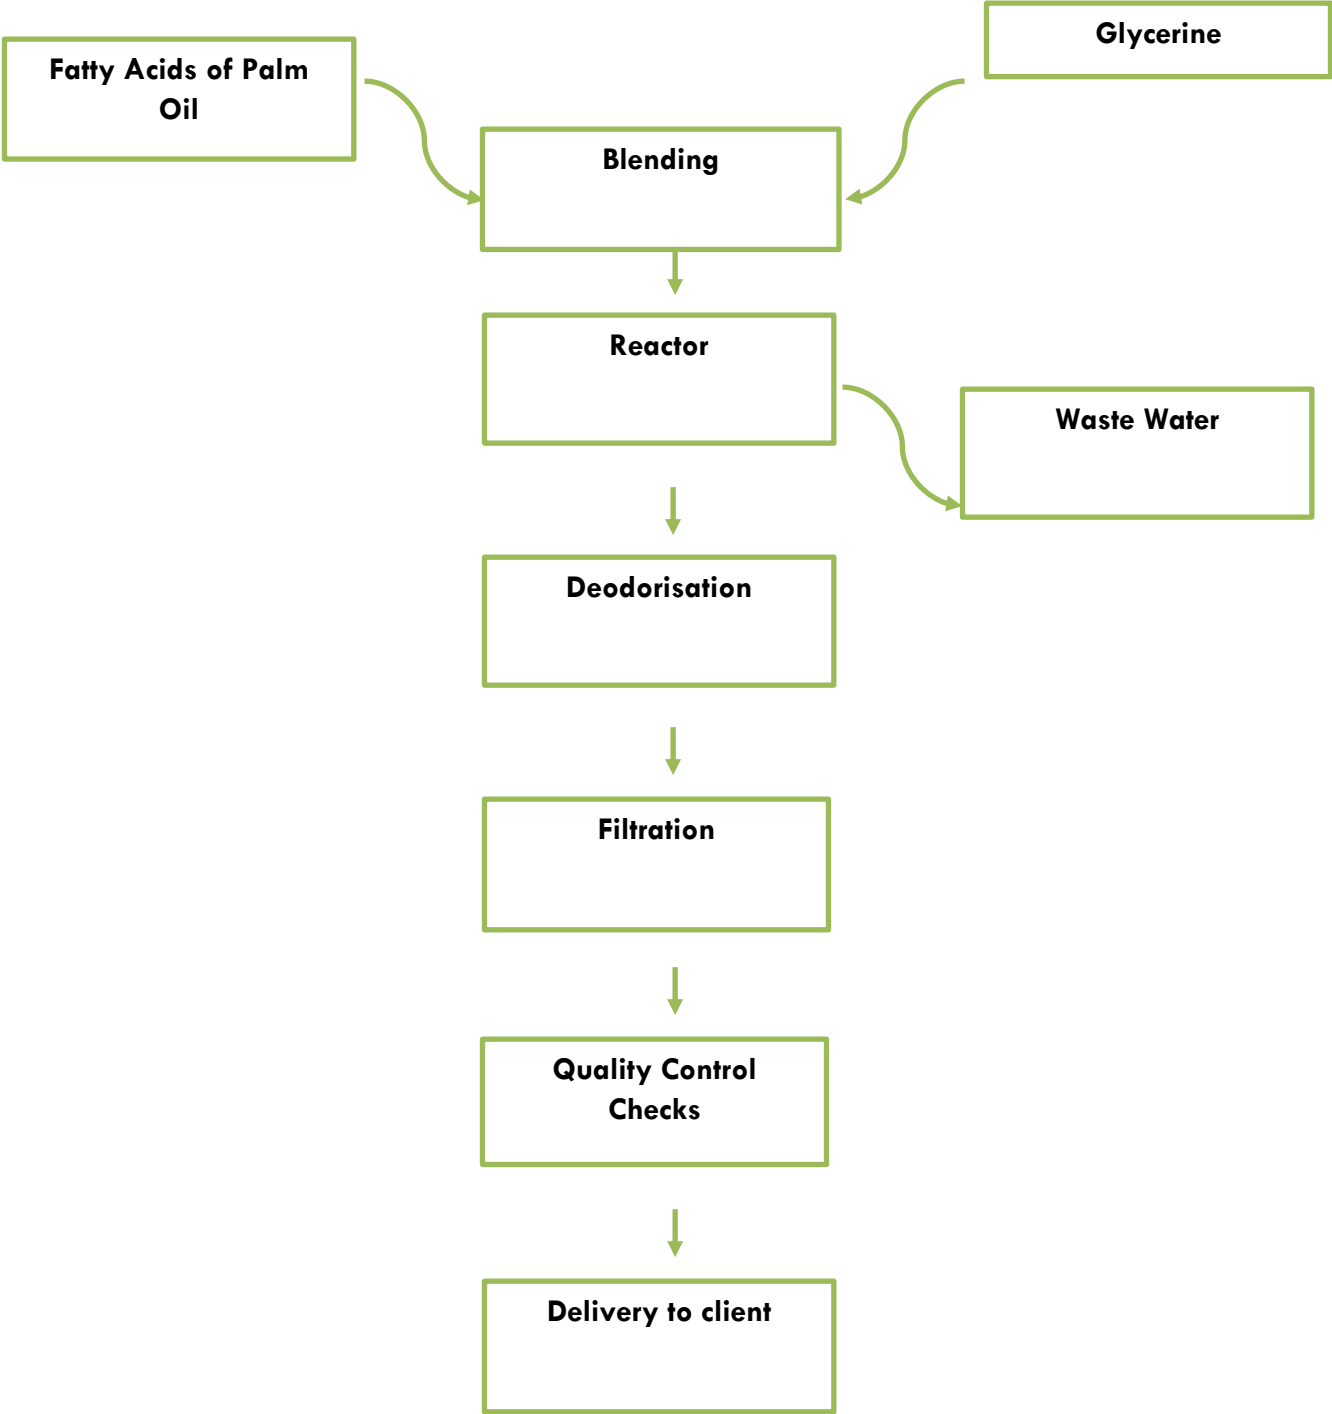 Glycerine
Fatty Acids of Palm
Oil
Blending
Reactor
Waste Water
Deodorisation
Filtration
Quality Control
Checks
Delivery to client